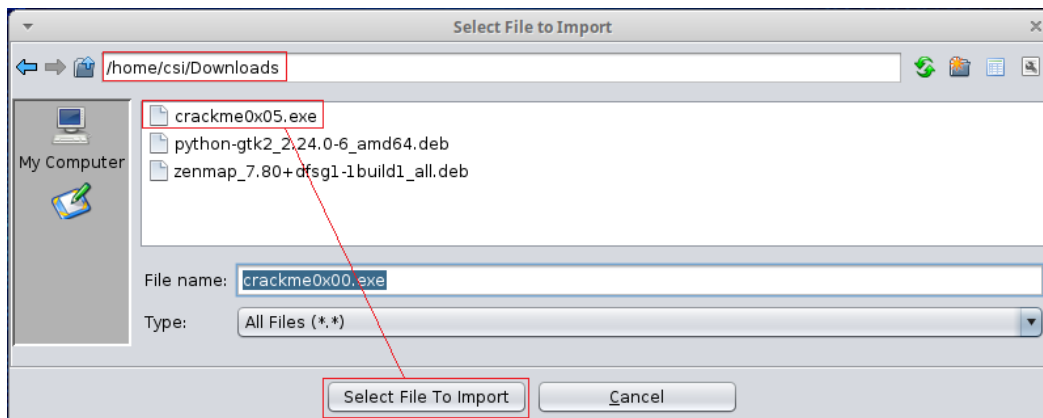 Select File to Import
/home/csi/Downloads
crackme0x05.exe
python-gtk2_2.24.0-6_amd64.deb
zenmap_7.80+dfsg1-1build1_all.deb
My Computer
File name: crackme0x00.exe
Type: All Files (*.*)
Select File To Import Cancel